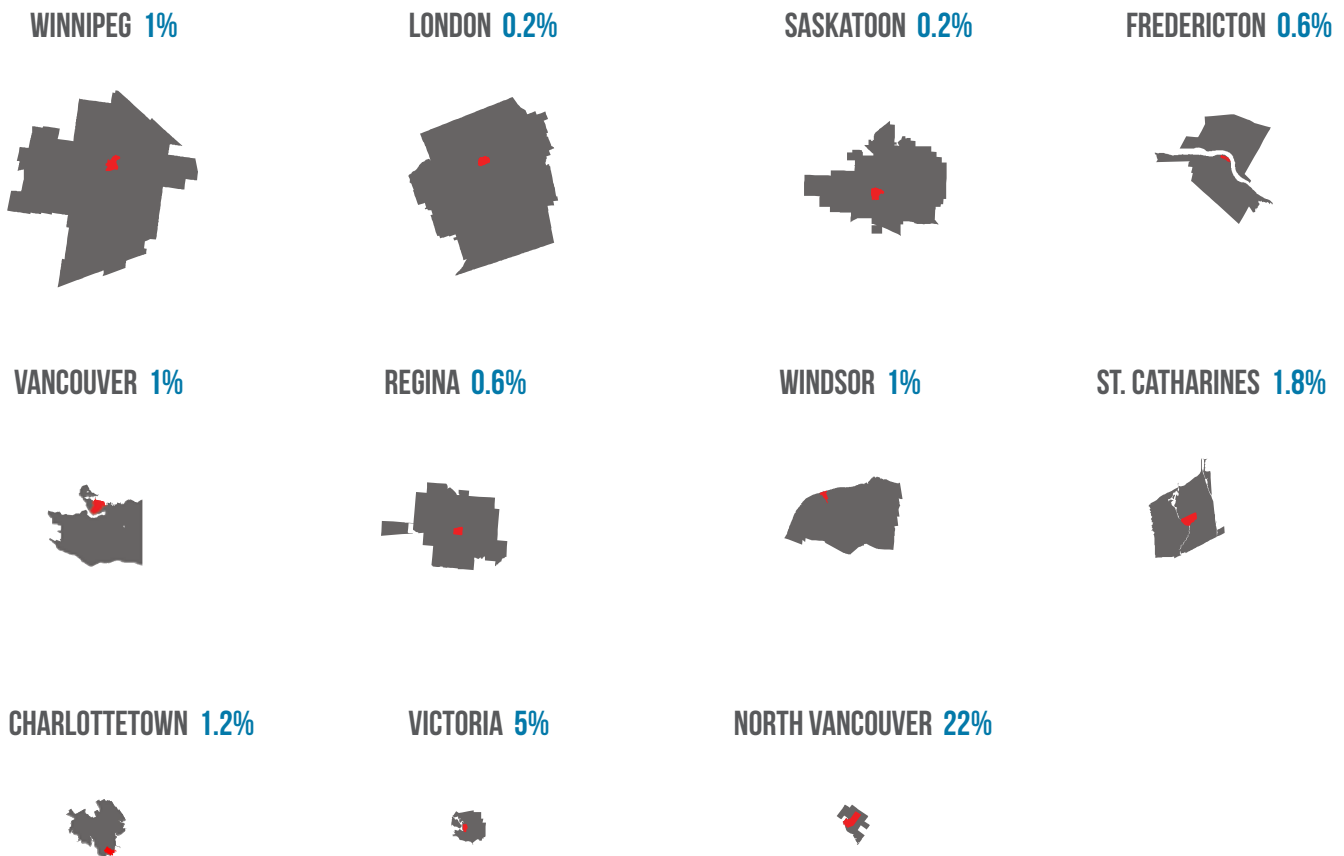 WINNIPEG 1%
LONDON 0.2%
SASKATOON 0.2%
FREDERICTON 0.6%
VANCOUVER 1%
REGINA 0.6%
WINDSOR 1%
ST. CATHARINES 1.8%
CHARLOTTETOWN 1.2%
VICTORIA 5%
NORTH VANCOUVER 22%